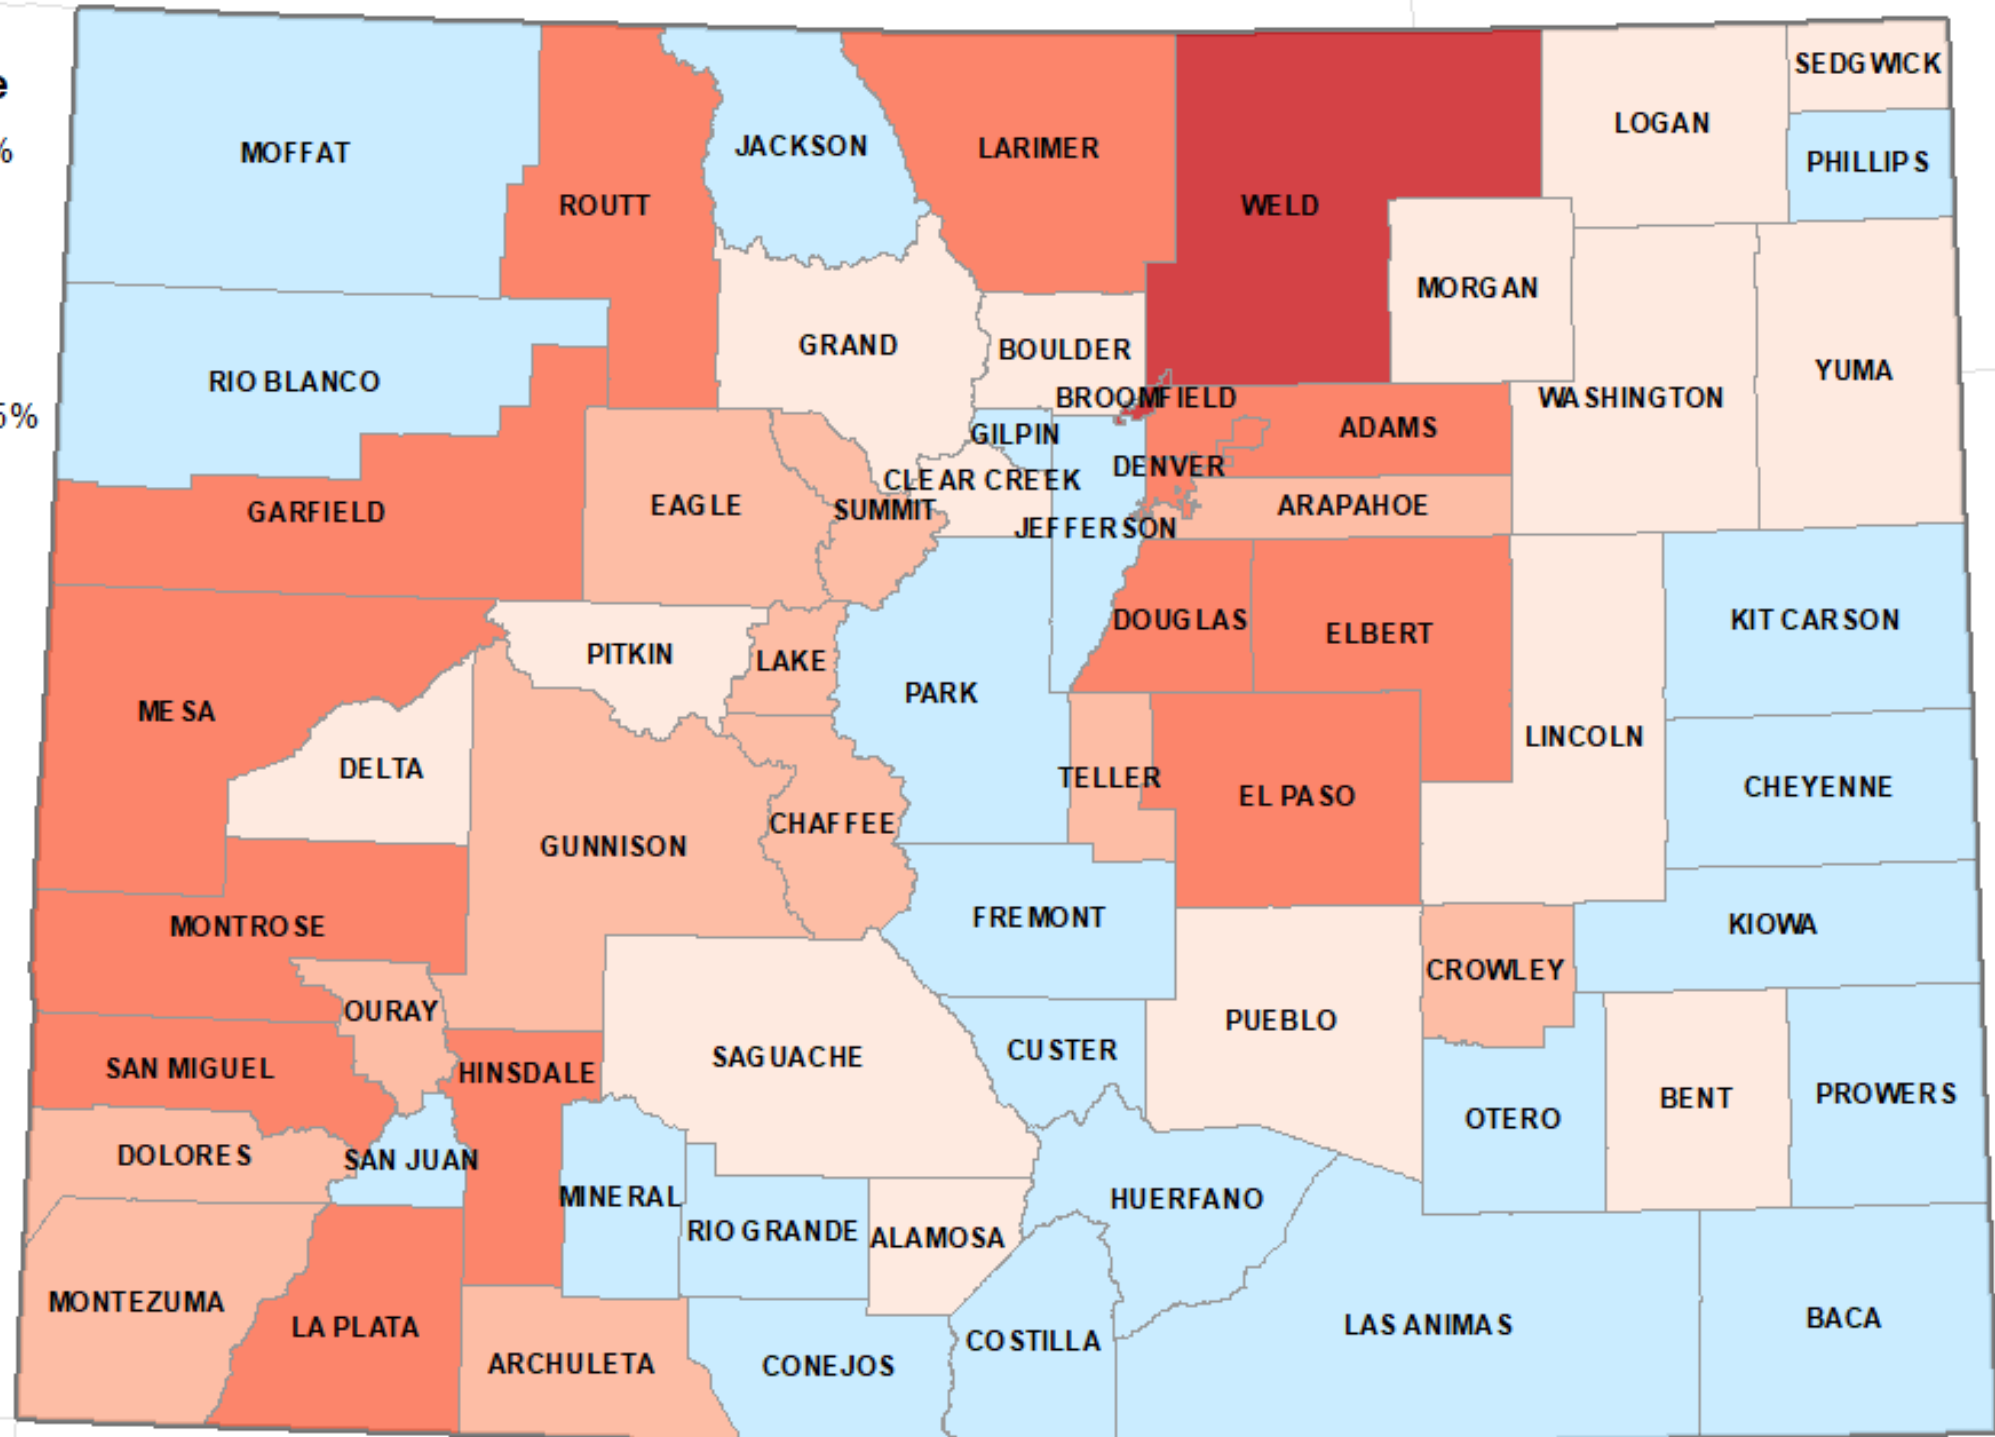 e
%
5%
MOFFAT
ROUTT
JACKSON
LARIMER
WELD
LOGAN
SEDGWICK
PHILLIPS
MORGAN
GRAND
BOULDER
BROOMFIELD
WASHINGTON
YUMA
RIO BLANCO
GILPIN
ADAMS
DENVER
CLEAR CREEK
GARFIELD
EAGLE
SUMMIT
ARAPAHOE
JEFFERSON
DOUGLAS
ELBERT
KIT CARSON
PITKIN
LAKE
MESA
PARK
LINCOLN
DELTA
TELLER
EL PASO
CHEYENNE
GUNNISON
CHAFFEE
MONTROSE
FREMONT
KIOWA
CROWLEY
OURAY
PUEBLO
SAN MIGUEL
HINSDALE
SAGUACHE
CUSTER
OTERO
BENT
PROWERS
DOLORES
SAN JUAN
MINERAL
RIO GRANDE
ALAMOSA
HUERFANO
MONTEZUMA
LA PLATA
ARCHULETA
CONEJOS
COSTILLA
LAS ANIMAS
BACA